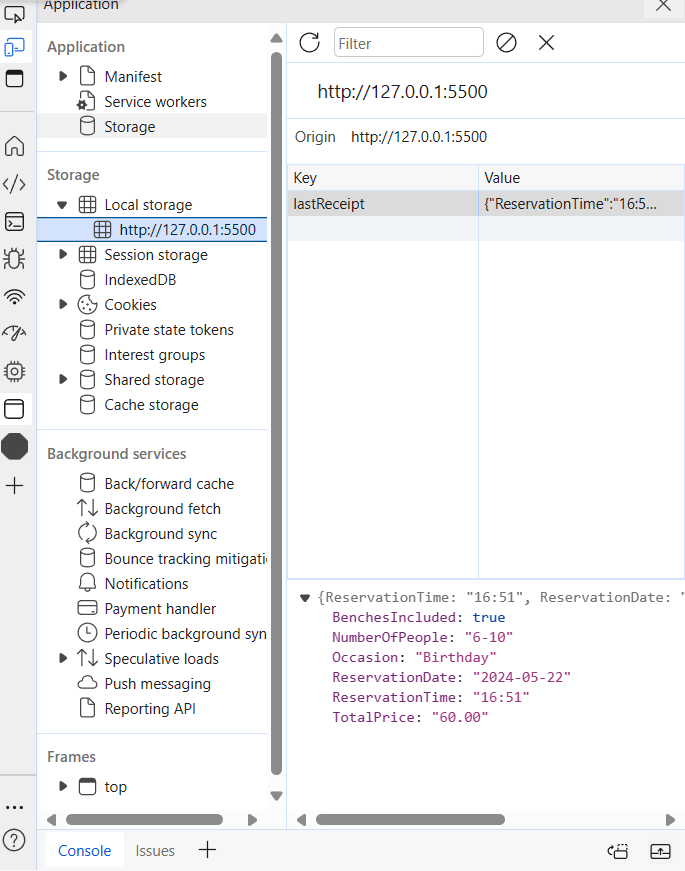 Application
Application
Manifest
Service workers
Storage
Storage
Local storage
http://127.0.0.1:5500
Session storage
IndexedDB
Cookies
Private state tokens
Interest groups
Shared storage
Cache storage
Background services
Back/forward cache
Background fetch
Background sync
Bounce tracking mitigati
Notifications
Payment handler
Periodic background syn
Speculative loads
Push messaging
Reporting API
Frames
top
Filter
http://127.0.0.1:5500
Origin http://127.0.0.1:5500
Key Value
lastReceipt {"ReservationTime":"16:5...
{ReservationTime: "16:51", ReservationDate: "
BenchesIncluded: true
NumberOfPeople: "6-10"
Occasion: "Birthday"
ReservationDate: "2024-05-22"
ReservationTime: "16:51"
TotalPrice: "60.00"
Console Issues